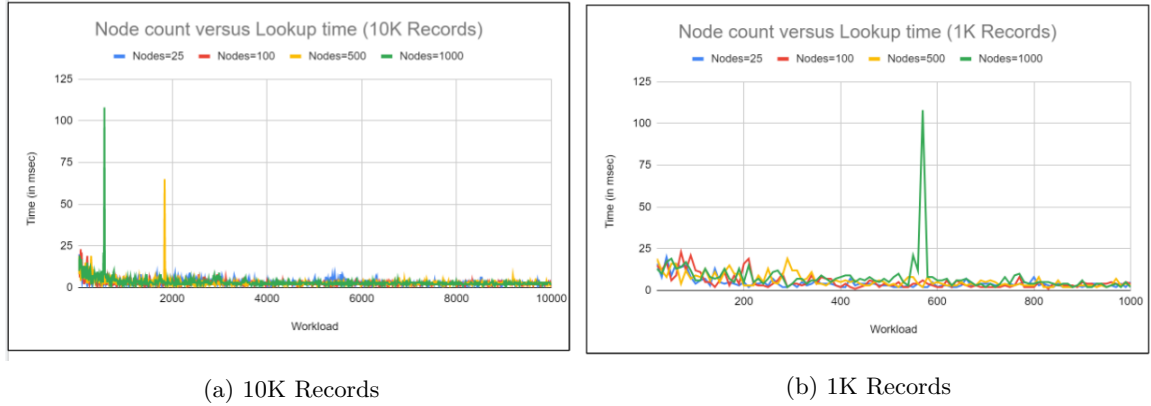 Node count versus Lookup time (10K Records)
Nodes=25 Nodes=100 Nodes=500 Nodes=1000
125
100
75
50
25
0
Time (in msec)
2000 4000 6000 8000 10000
Workload
(a) 10K Records
Node count versus Lookup time (1K Records)
Nodes=25 Nodes=100 Nodes=500 Nodes=1000
125
100
75
50
25
0
Time (in msec)
200 400 600 800 1000
Workload
(b) 1K Records